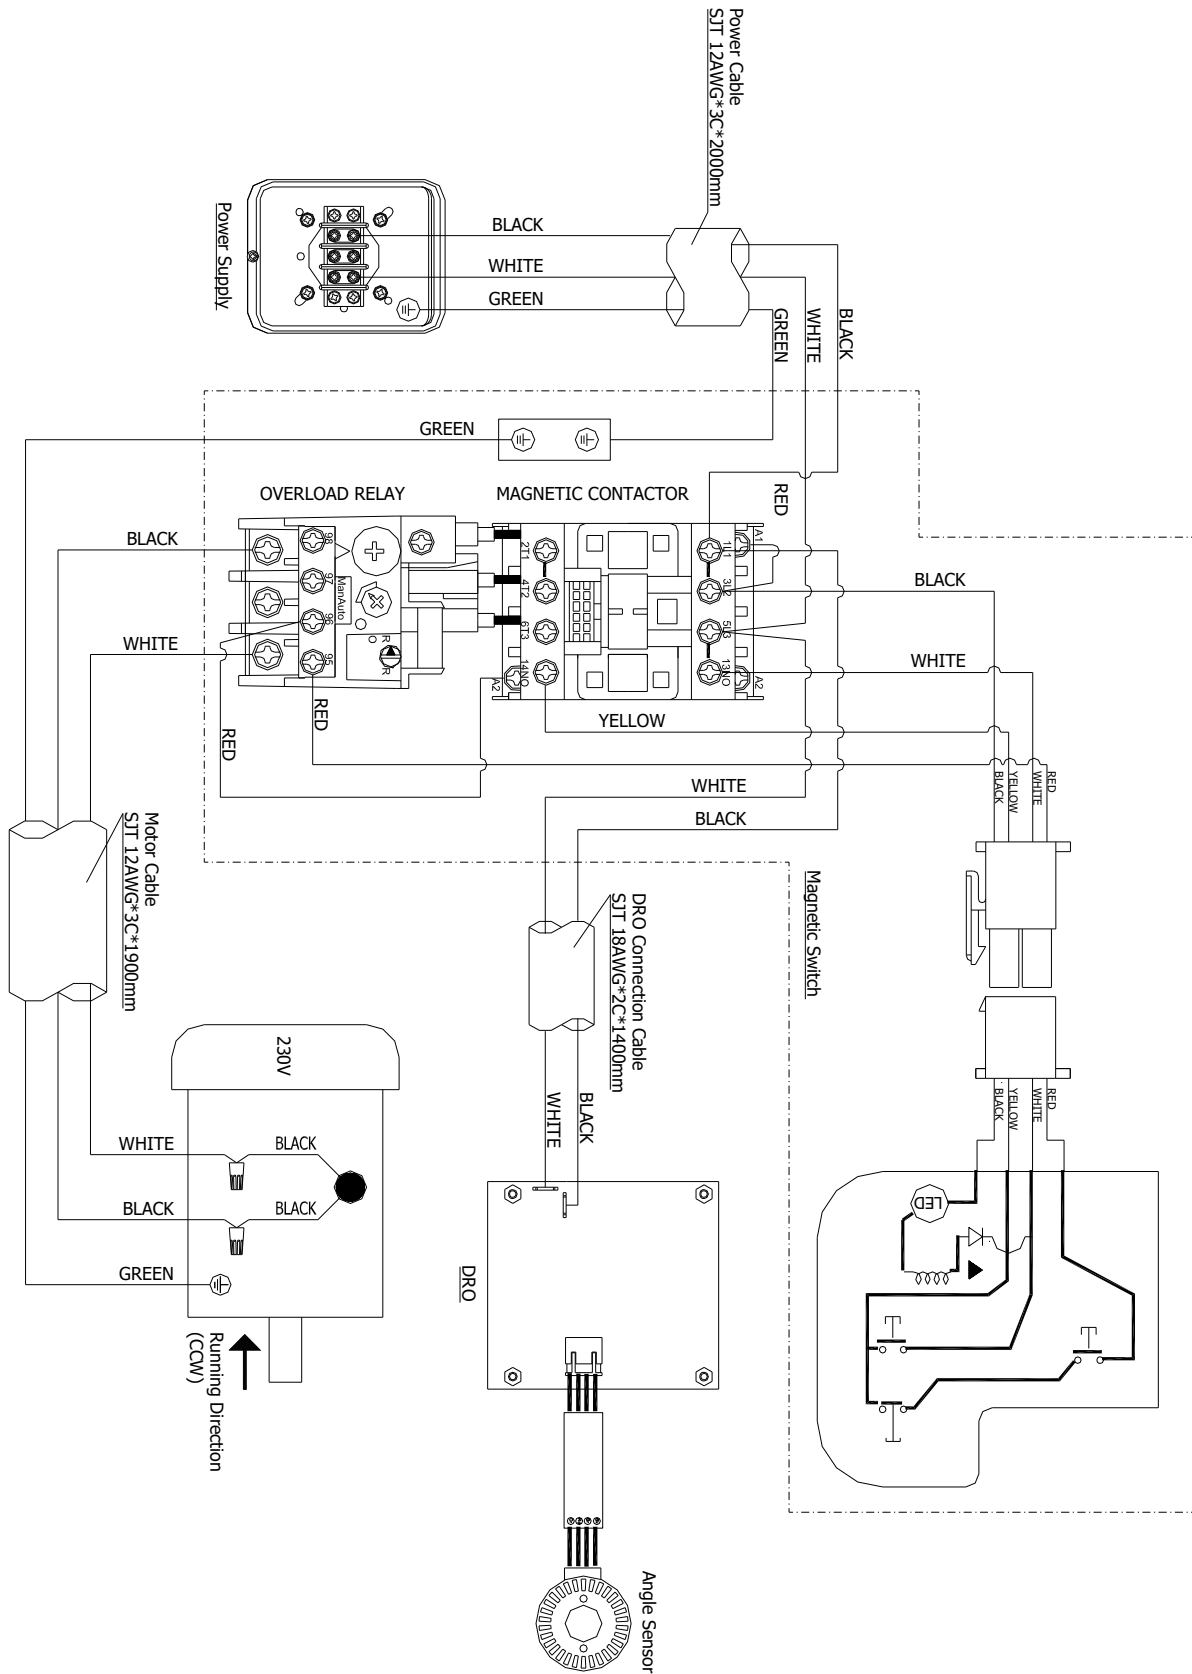 Power Cable
SJT 12AWG*3C*2000mm
Power Supply
BLACK
WHITE
GREEN
BLACK
WHITE
GREEN
GREEN
OVERLOAD RELAY
MAGNETIC CONTACTOR
RED
BLACK
WHITE
98
97
96
95
ManAuto
R
R
2T1
4T2
6T3
14NO
A2
A1
1L1
3L2
5L3
13NO
A2
BLACK
WHITE
YELLOW
RED
RED
WHITE
BLACK
RED
WHITE
YELLOW
BLACK
Magnetic Switch
Motor Cable
SJT 12AWG*3C*1900mm
DRO Connection Cable
SJT 18AWG*2C*1400mm
230V
WHITE
BLACK
BLACK
BLACK
GREEN
WHITE
BLACK
RED
WHITE
YELLOW
BLACK
LED
DRO
Running Direction
(CCW)
Angle Sensor